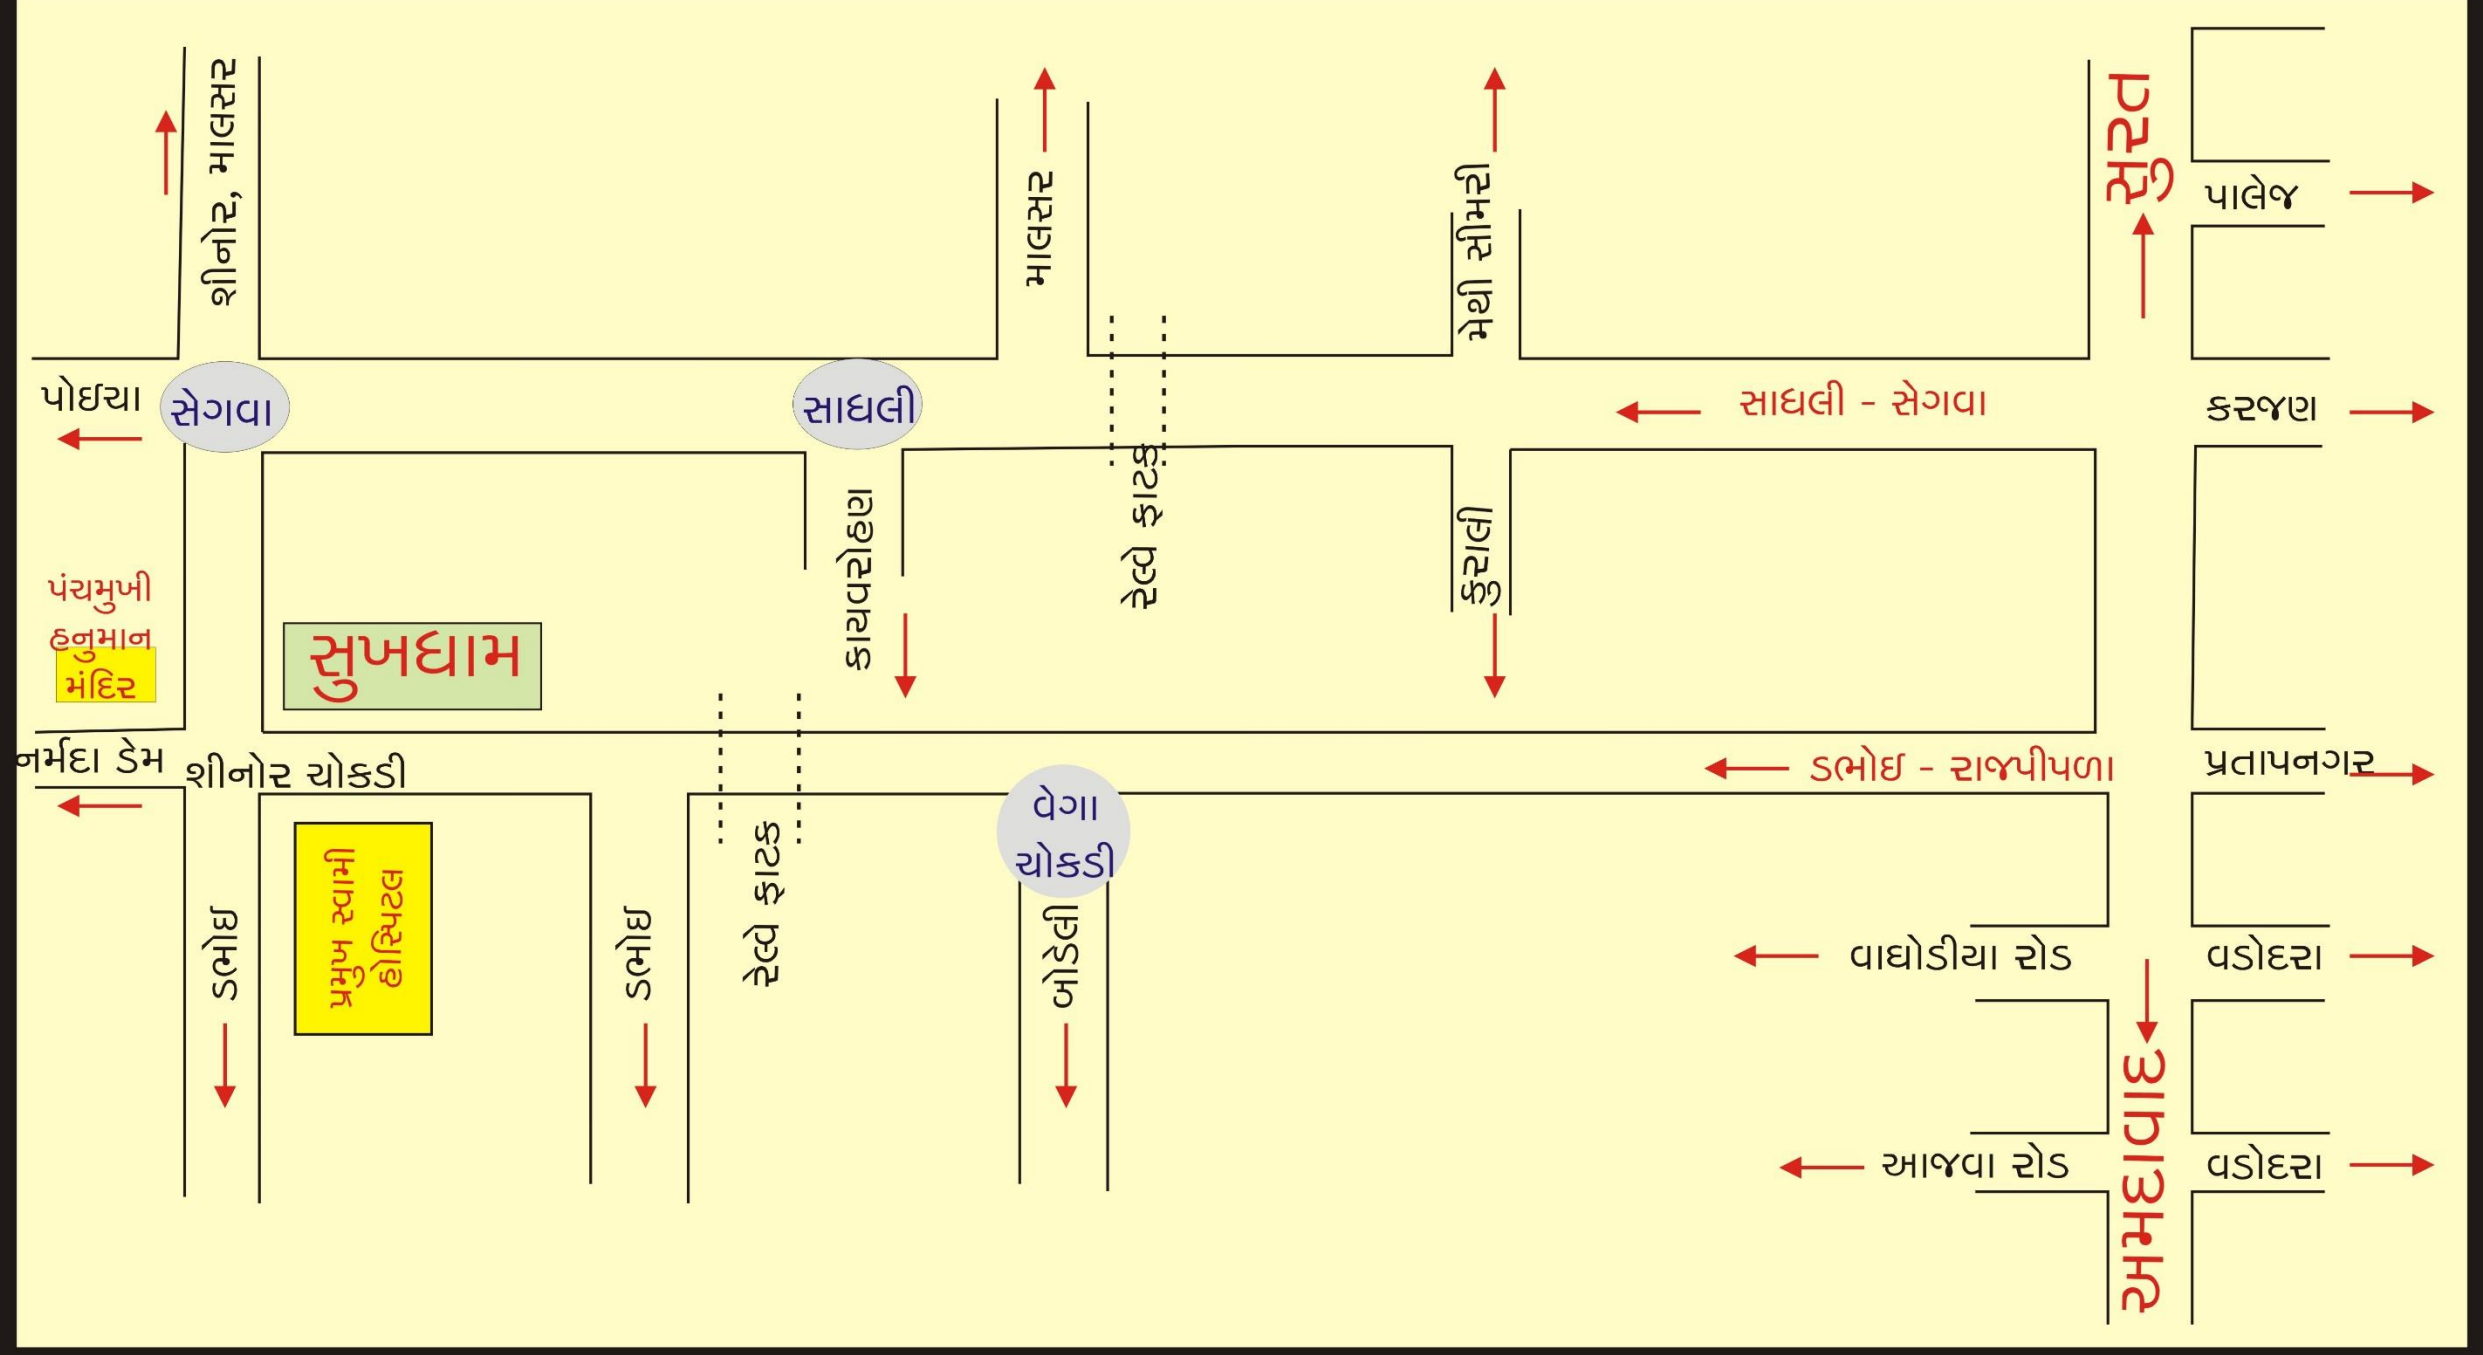 શીનોર, માલસર
માલસર
મેથી સીમરી
સુરત
પાલેજ
પોઇચા
સેગવા
સાધલી
સાધલી - સેગવા
કરજણ
કાયવરોહણ
રેલ્વે ફાટક
કુરાલી
પંચમુખી
હનુમાન
મંદિર
સુખધામ
નર્મદા ડેમ
શીનોર ચોકડી
ડભોઇ - રાજપીપળા
પ્રતાપનગર
વેગા
ચોકડી
પ્રમુખ સ્વામી
હોસ્પિટલ
ડભોઇ
ડભોઇ
રેલ્વે ફાટક
બોડેલી
વાઘોડીયા રોડ
વડોદરા
અમદાવાદ
આજવા રોડ
વડોદરા